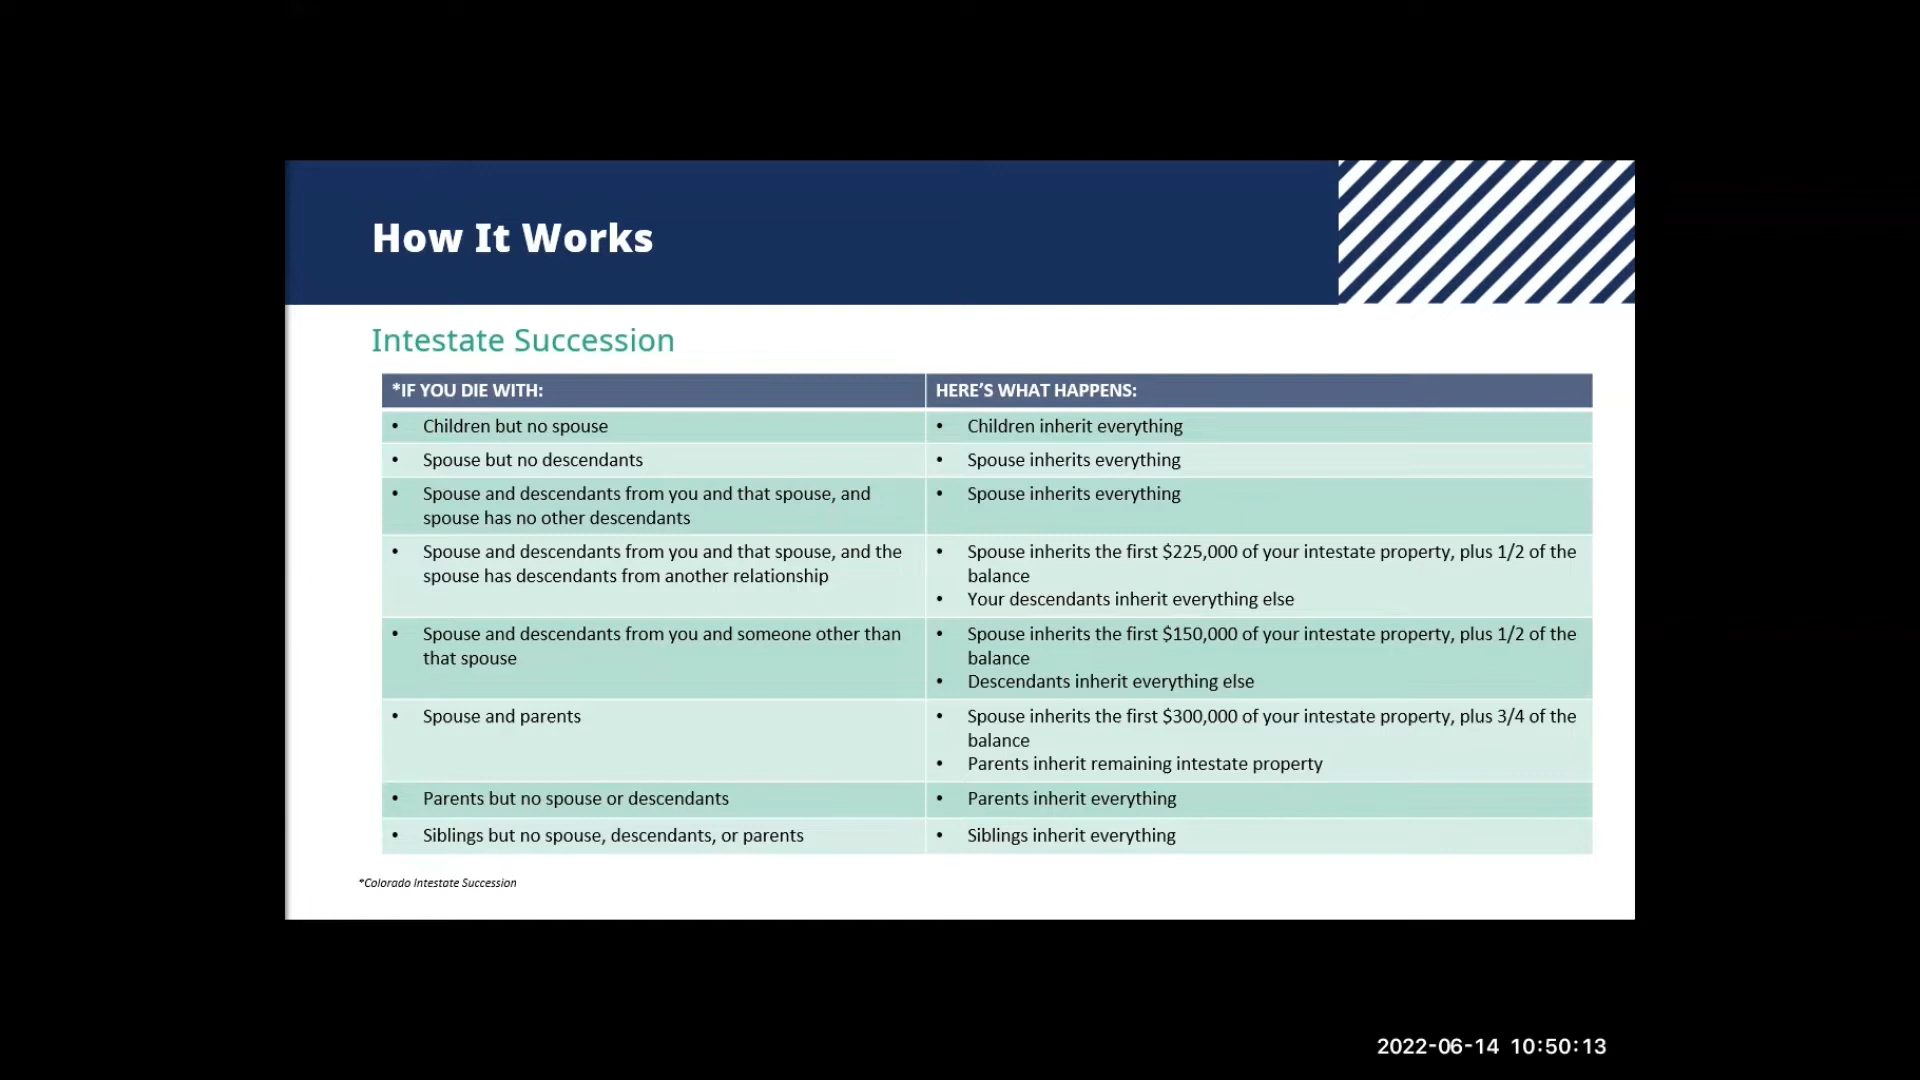 How It Works
Intestate Succession
*IF YOU DIE WITH:
HERE'S WHAT HAPPENS:
• Children but no spouse
• Children inherit everything
• Spouse but no descendants
• Spouse inherits everything
• Spouse and descendants from you and that spouse, and
spouse has no other descendants
• Spouse inherits everything
• Spouse and descendants from you and that spouse, and the
spouse has descendants from another relationship
• Spouse inherits the first $225,000 of your intestate property, plus 1/2 of the
balance
• Your descendants inherit everything else
• Spouse and descendants from you and someone other than
that spouse
• Spouse inherits the first $150,000 of your intestate property, plus 1/2 of the
balance
• Descendants inherit everything else
• Spouse and parents
• Spouse inherits the first $300,000 of your intestate property, plus 3/4 of the
balance
• Parents inherit remaining intestate property
• Parents but no spouse or descendants
• Parents inherit everything
• Siblings but no spouse, descendants, or parents
• Siblings inherit everything
*Colorado Intestate Succession
2022-06-14 10:50:13